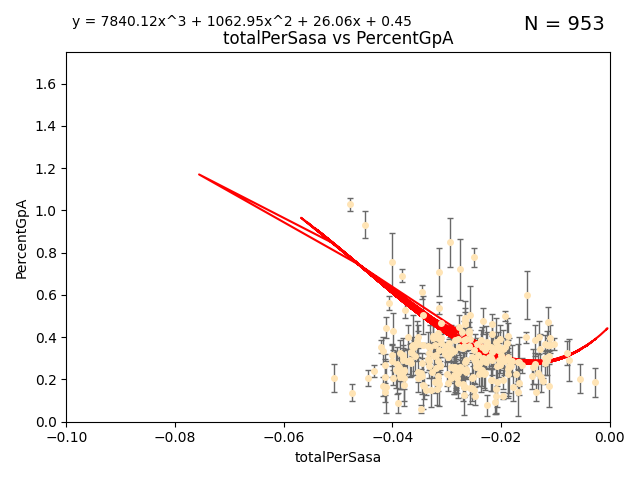 y = 7840.12x^3 + 1062.95x^2 + 26.06x + 0.45
N = 953
totalPerSasa vs PercentGpA
PercentGpA
1.6
1.4
1.2
1.0
0.8
0.6
0.4
0.2
0.0
−0.10 −0.08 −0.06 −0.04 −0.02 0.00
totalPerSasa